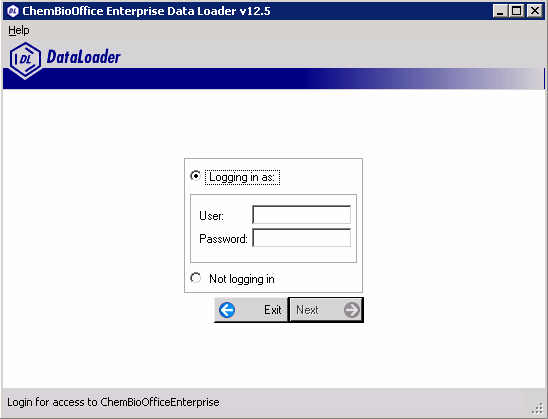 ChemBioOffice Enterprise Data Loader v12.5
Help
DL DataLoader
Logging in as:
User:
Password:
Not logging in
Exit Next
Login for access to ChemBioOfficeEnterprise